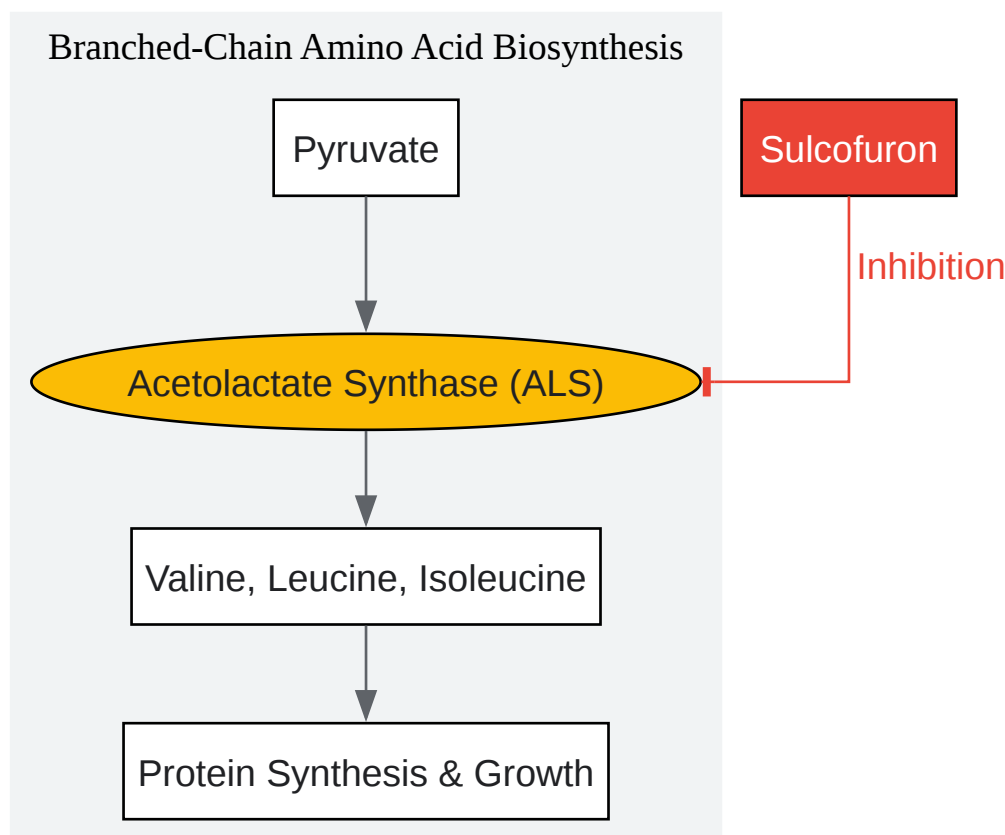 Branched-Chain Amino Acid Biosynthesis
Pyruvate
Sulcofuron
Inhibition
Acetolactate Synthase (ALS)
Valine, Leucine, Isoleucine
Protein Synthesis & Growth